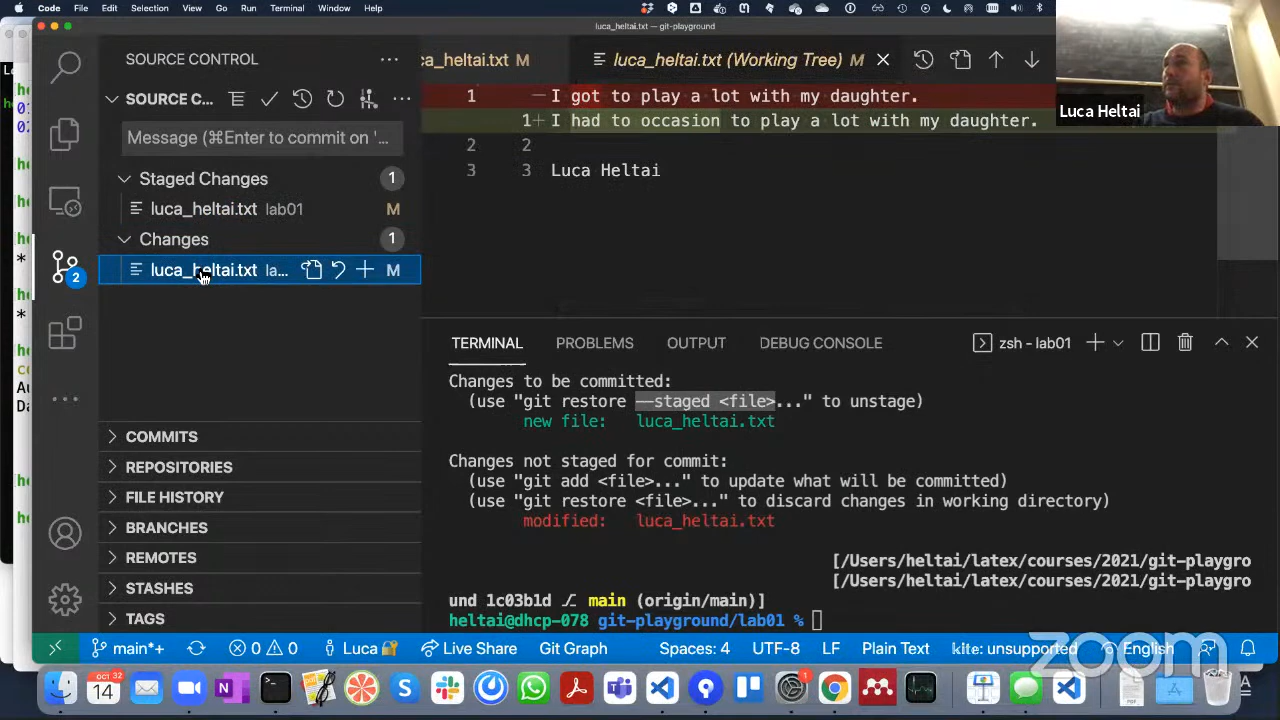 Code File Edit Selection View Go Run Terminal Window Help
luca_heltai.txt — git-playground
SOURCE CONTROL
ca_heltai.txt M
luca_heltai.txt (Working Tree) M
SOURCE C...
1 — I got to play a lot with my daughter.
1+ I had to occasion to play a lot with my daughter.
2 2
3 3 Luca Heltai
Message (⌘Enter to commit on '...
Staged Changes 1
luca_heltai.txt lab01 M
Changes 1
luca_heltai.txt la... M
2
COMMITS
REPOSITORIES
FILE HISTORY
BRANCHES
REMOTES
STASHES
TAGS
TERMINAL PROBLEMS OUTPUT DEBUG CONSOLE zsh - lab01
Changes to be committed:
(use "git restore --staged <file>..." to unstage)
new file: luca_heltai.txt
Changes not staged for commit:
(use "git add <file>..." to update what will be committed)
(use "git restore <file>..." to discard changes in working directory)
modified: luca_heltai.txt
[/Users/heltai/latex/courses/2021/git-playgro
[/Users/heltai/latex/courses/2021/git-playgro
und 1c03b1d main (origin/main)]
heltai@dhcp-078 git-playground/lab01 %
main*+ 0 0 Luca Live Share Git Graph Spaces: 4 UTF-8 LF Plain Text kite: unsupported English
Luca Heltai
zoom
OCT 32
14
1